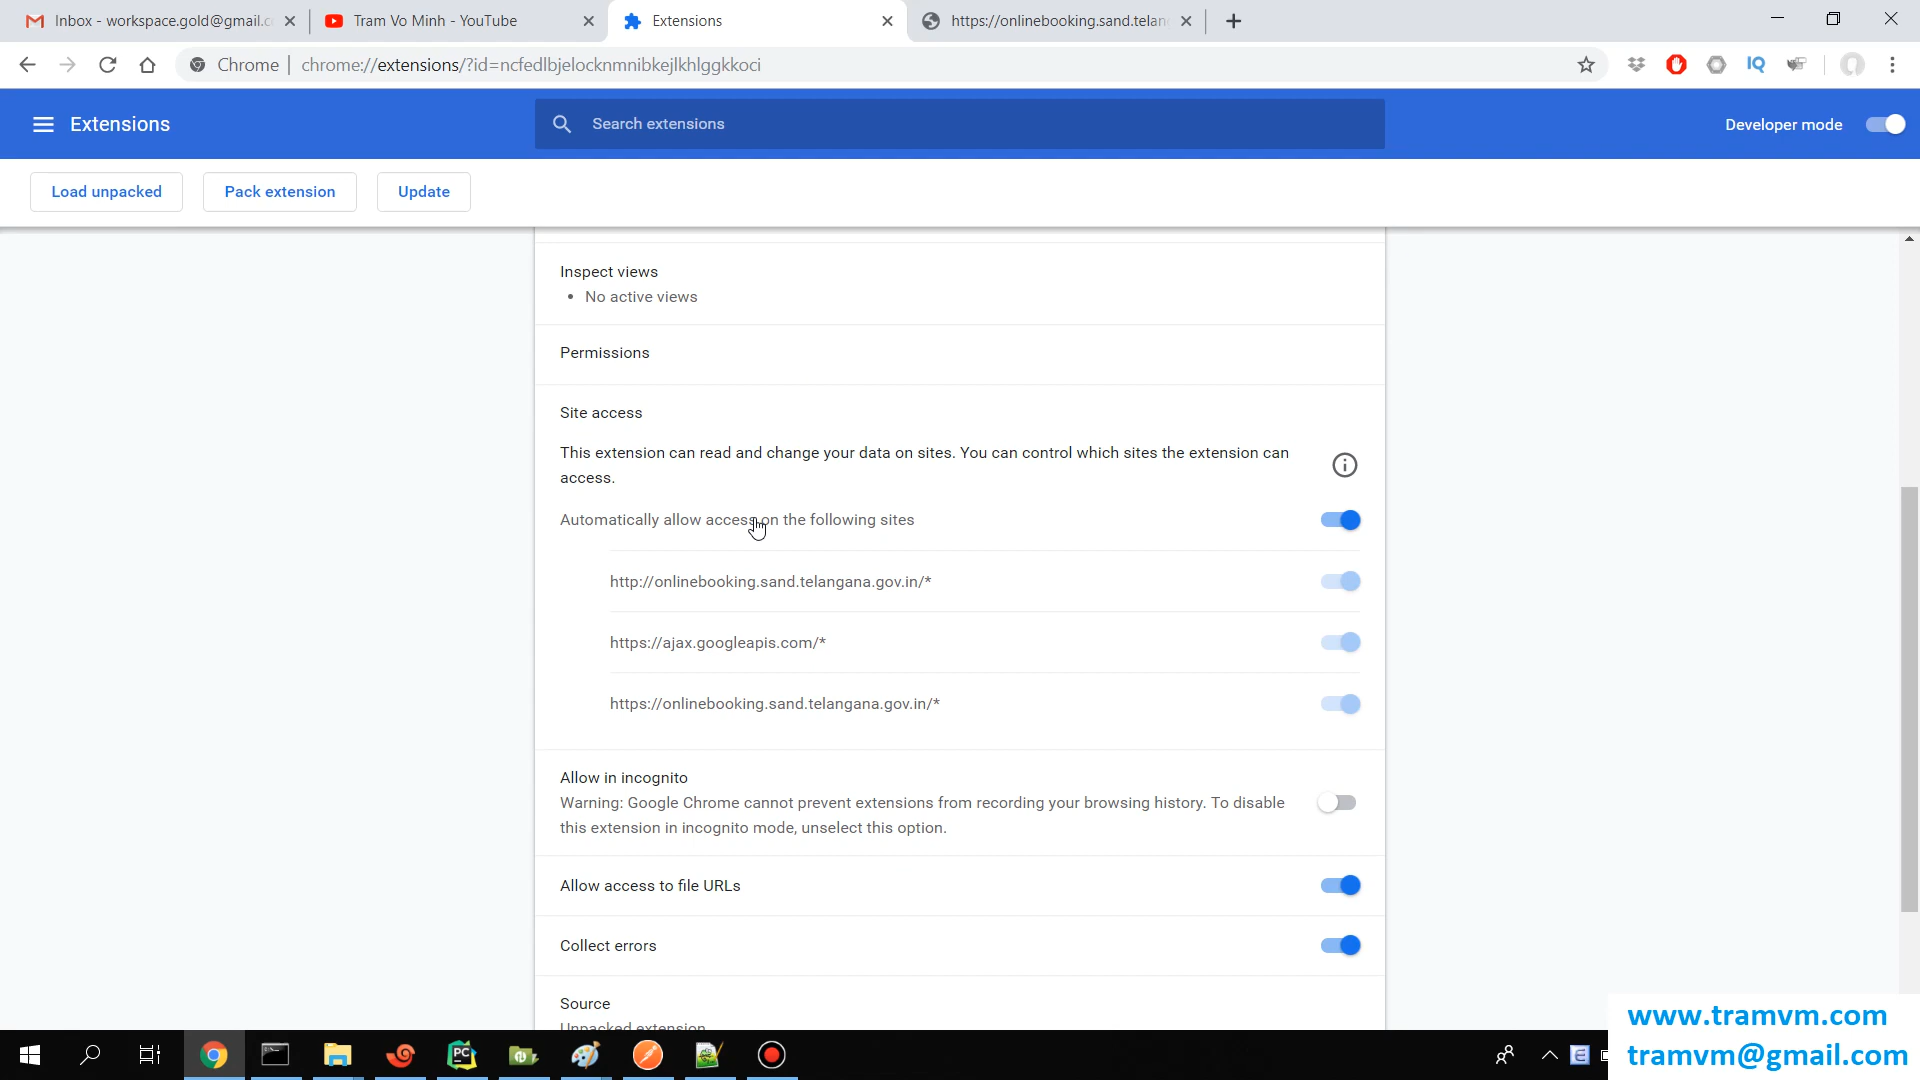 Inbox - workspace.gold@gmail.c
Tram Vo Minh - YouTube
Extensions
https://onlinebooking.sand.telan
Chrome
chrome://extensions/?id=ncfedlbjelocknmnibkejlkhlggkkoci
IQ
Extensions
Search extensions
Developer mode
Load unpacked
Pack extension
Update
Inspect views
• No active views
Permissions
Site access
This extension can read and change your data on sites. You can control which sites the extension can
access.
Automatically allow access on the following sites
http://onlinebooking.sand.telangana.gov.in/*
https://ajax.googleapis.com/*
https://onlinebooking.sand.telangana.gov.in/*
Allow in incognito
Warning: Google Chrome cannot prevent extensions from recording your browsing history. To disable
this extension in incognito mode, unselect this option.
Allow access to file URLs
Collect errors
Source
Unpacked extension
PC
E
www.tramvm.com
tramvm@gmail.com